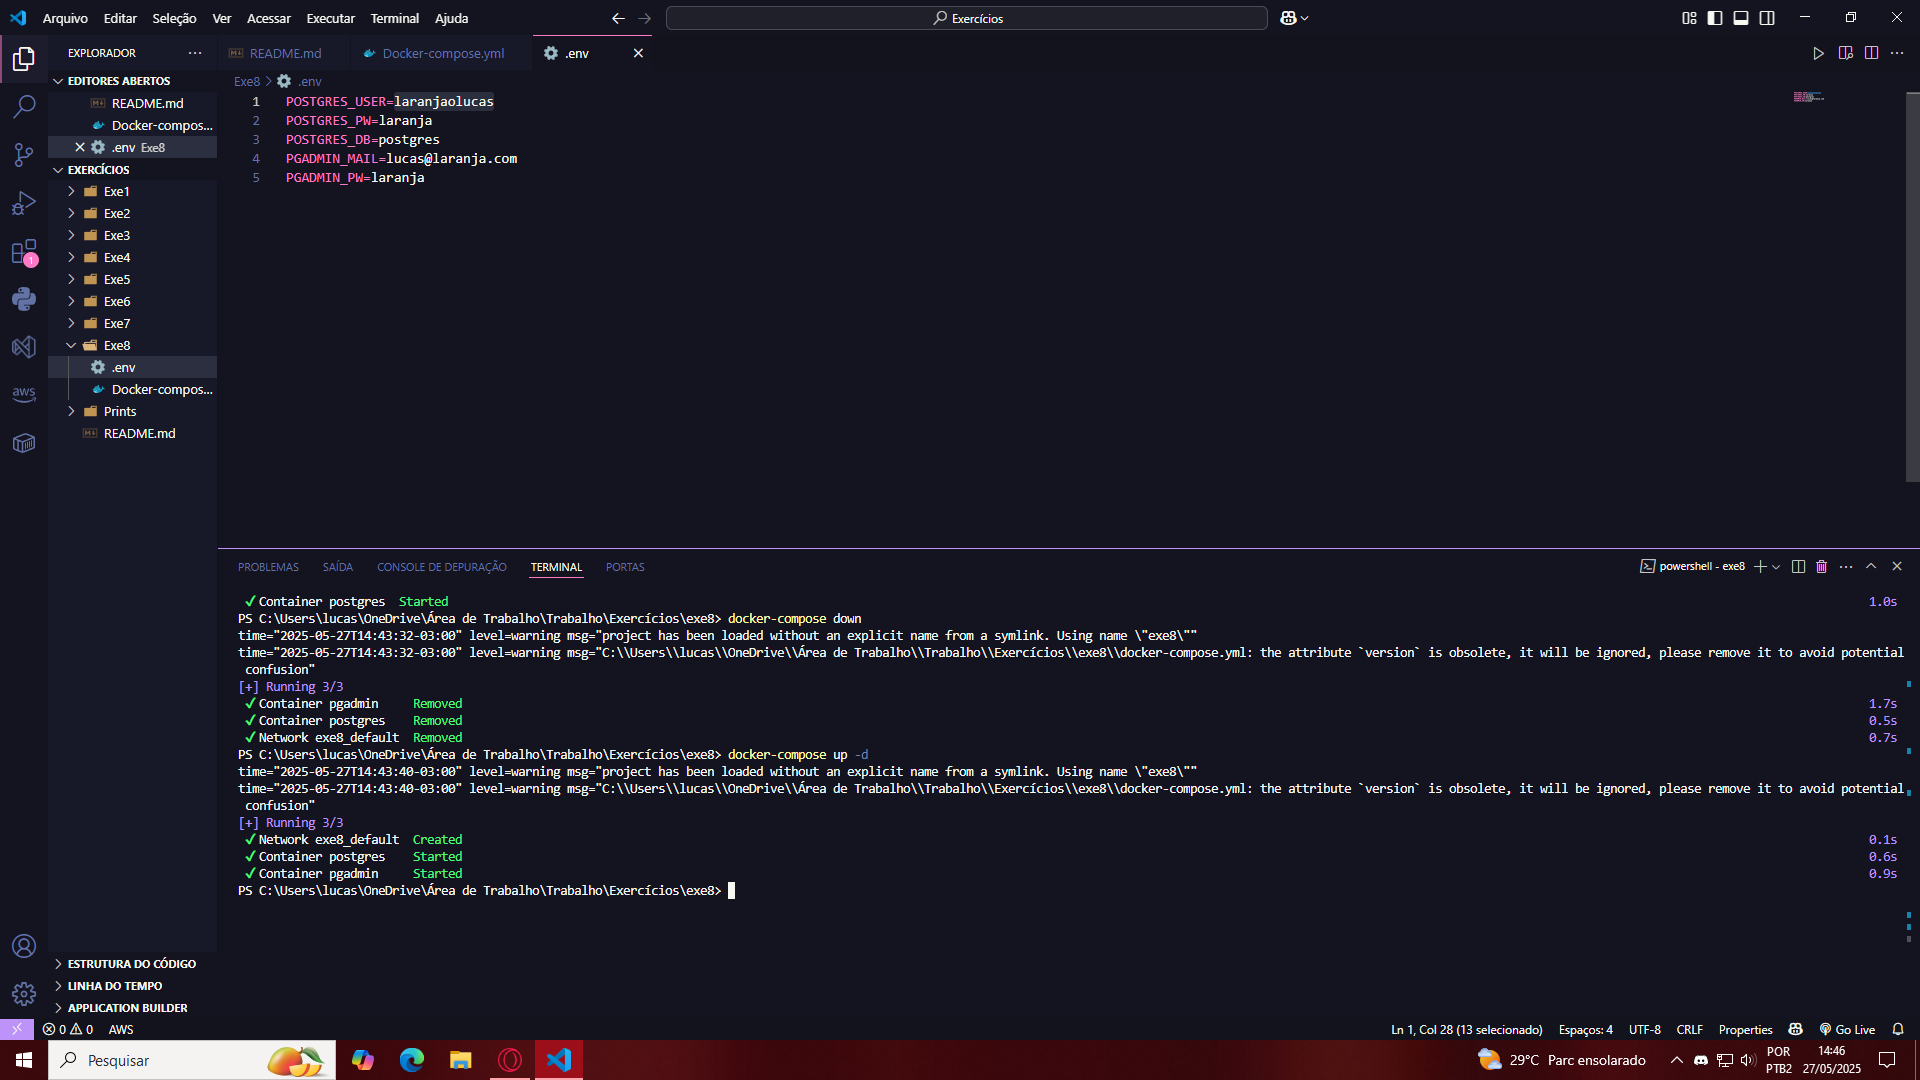 Arquivo Editar Seleção Ver Acessar Executar Terminal Ajuda
Exercícios
EXPLORADOR
README.md
Docker-compose.yml
.env
EDITORES ABERTOS
README.md
Docker-compos...
.env Exe8
EXERCÍCIOS
Exe1
Exe2
Exe3
Exe4
Exe5
Exe6
Exe7
Exe8
.env
Docker-compos...
Prints
README.md
ESTRUTURA DO CÓDIGO
LINHA DO TEMPO
APPLICATION BUILDER
1
aws
Exe8 > .env
1 POSTGRES_USER=laranjaolucas
2 POSTGRES_PW=laranja
3 POSTGRES_DB=postgres
4 PGADMIN_MAIL=lucas@laranja.com
5 PGADMIN_PW=laranja
PROBLEMAS SAÍDA CONSOLE DE DEPURAÇÃO TERMINAL PORTAS
powershell - exe8
✓Container postgres Started 1.0s
PS C:\Users\lucas\OneDrive\Área de Trabalho\Trabalho\Exercícios\exe8> docker-compose down
time="2025-05-27T14:43:32-03:00" level=warning msg="project has been loaded without an explicit name from a symlink. Using name \"exe8\""
time="2025-05-27T14:43:32-03:00" level=warning msg="C:\\Users\\lucas\\OneDrive\\Área de Trabalho\\Trabalho\\Exercícios\\exe8\\docker-compose.yml: the attribute `version` is obsolete, it will be ignored, please remove it to avoid potential
confusion"
[+] Running 3/3
✓Container pgadmin Removed 1.7s
✓Container postgres Removed 0.5s
✓Network exe8_default Removed 0.7s
PS C:\Users\lucas\OneDrive\Área de Trabalho\Trabalho\Exercícios\exe8> docker-compose up -d
time="2025-05-27T14:43:40-03:00" level=warning msg="project has been loaded without an explicit name from a symlink. Using name \"exe8\""
time="2025-05-27T14:43:40-03:00" level=warning msg="C:\\Users\\lucas\\OneDrive\\Área de Trabalho\\Trabalho\\Exercícios\\exe8\\docker-compose.yml: the attribute `version` is obsolete, it will be ignored, please remove it to avoid potential
confusion"
[+] Running 3/3
✓Network exe8_default Created 0.1s
✓Container postgres Started 0.6s
✓Container pgadmin Started 0.9s
PS C:\Users\lucas\OneDrive\Área de Trabalho\Trabalho\Exercícios\exe8>
0 0 AWS
Ln 1, Col 28 (13 selecionado) Espaços: 4 UTF-8 CRLF Properties Go Live
Pesquisar
29°C Parc ensolarado
POR
PTB2
14:46
27/05/2025